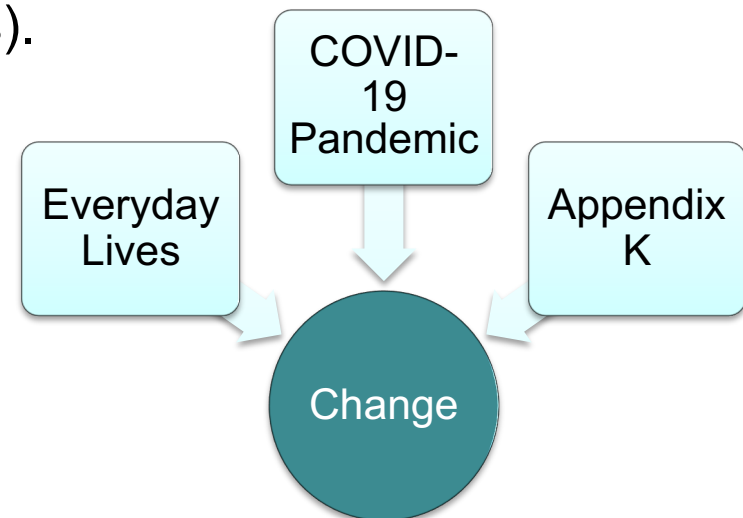 ).
COVID-
19
Pandemic
Everyday
Lives
Appendix
K
Change